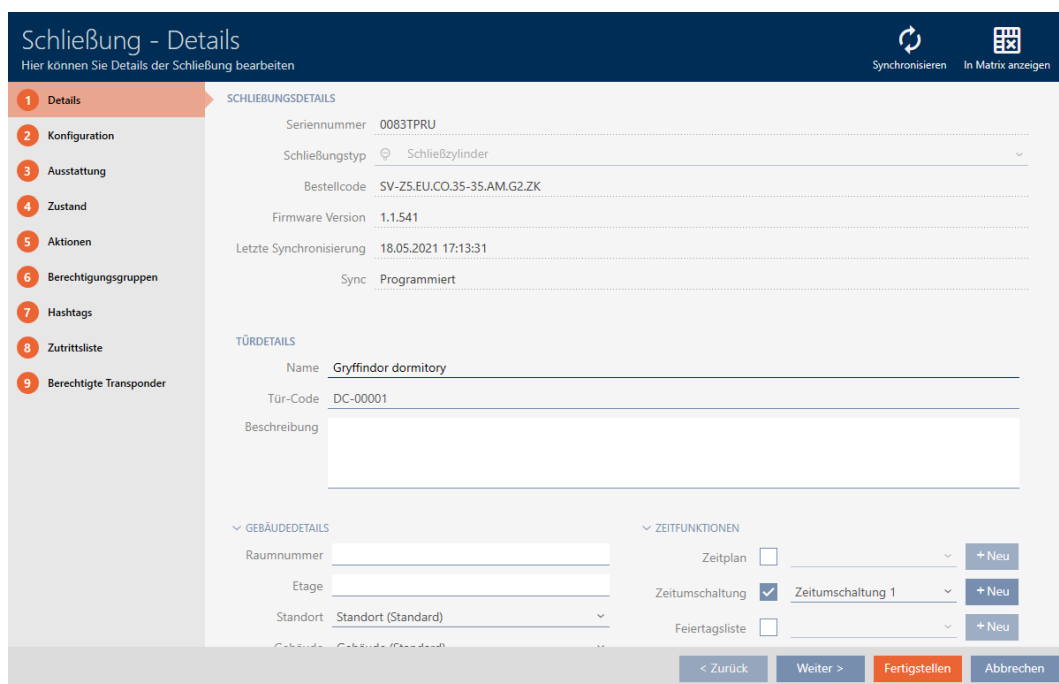 Schließung - Details
Hier können Sie Details der Schließung bearbeiten
Synchronisieren
In Matrix anzeigen
1 Details
2 Konfiguration
3 Ausstattung
4 Zustand
5 Aktionen
6 Berechtigungsgruppen
7 Hashtags
8 Zutrittsliste
9 Berechtigte Transponder
SCHLIEßUNGSDETAILS
Seriennummer 0083TPRU
Schließungstyp Schließzylinder
Bestellcode SV-Z5.EU.CO.35-35.AM.G2.ZK
Firmware Version 1.1.541
Letzte Synchronisierung 18.05.2021 17:13:31
Sync Programmiert
TÜRDETAILS
Name Gryffindor dormitory
Tür-Code DC-00001
Beschreibung
GEBÄUDEDETAILS
Raumnummer
Etage
Standort Standort (Standard)
Gebäude Gebäude (Standard)
ZEITFUNKTIONEN
Zeitplan + Neu
Zeitumschaltung Zeitumschaltung 1 + Neu
Feiertagsliste + Neu
< Zurück
Weiter >
Fertigstellen
Abbrechen